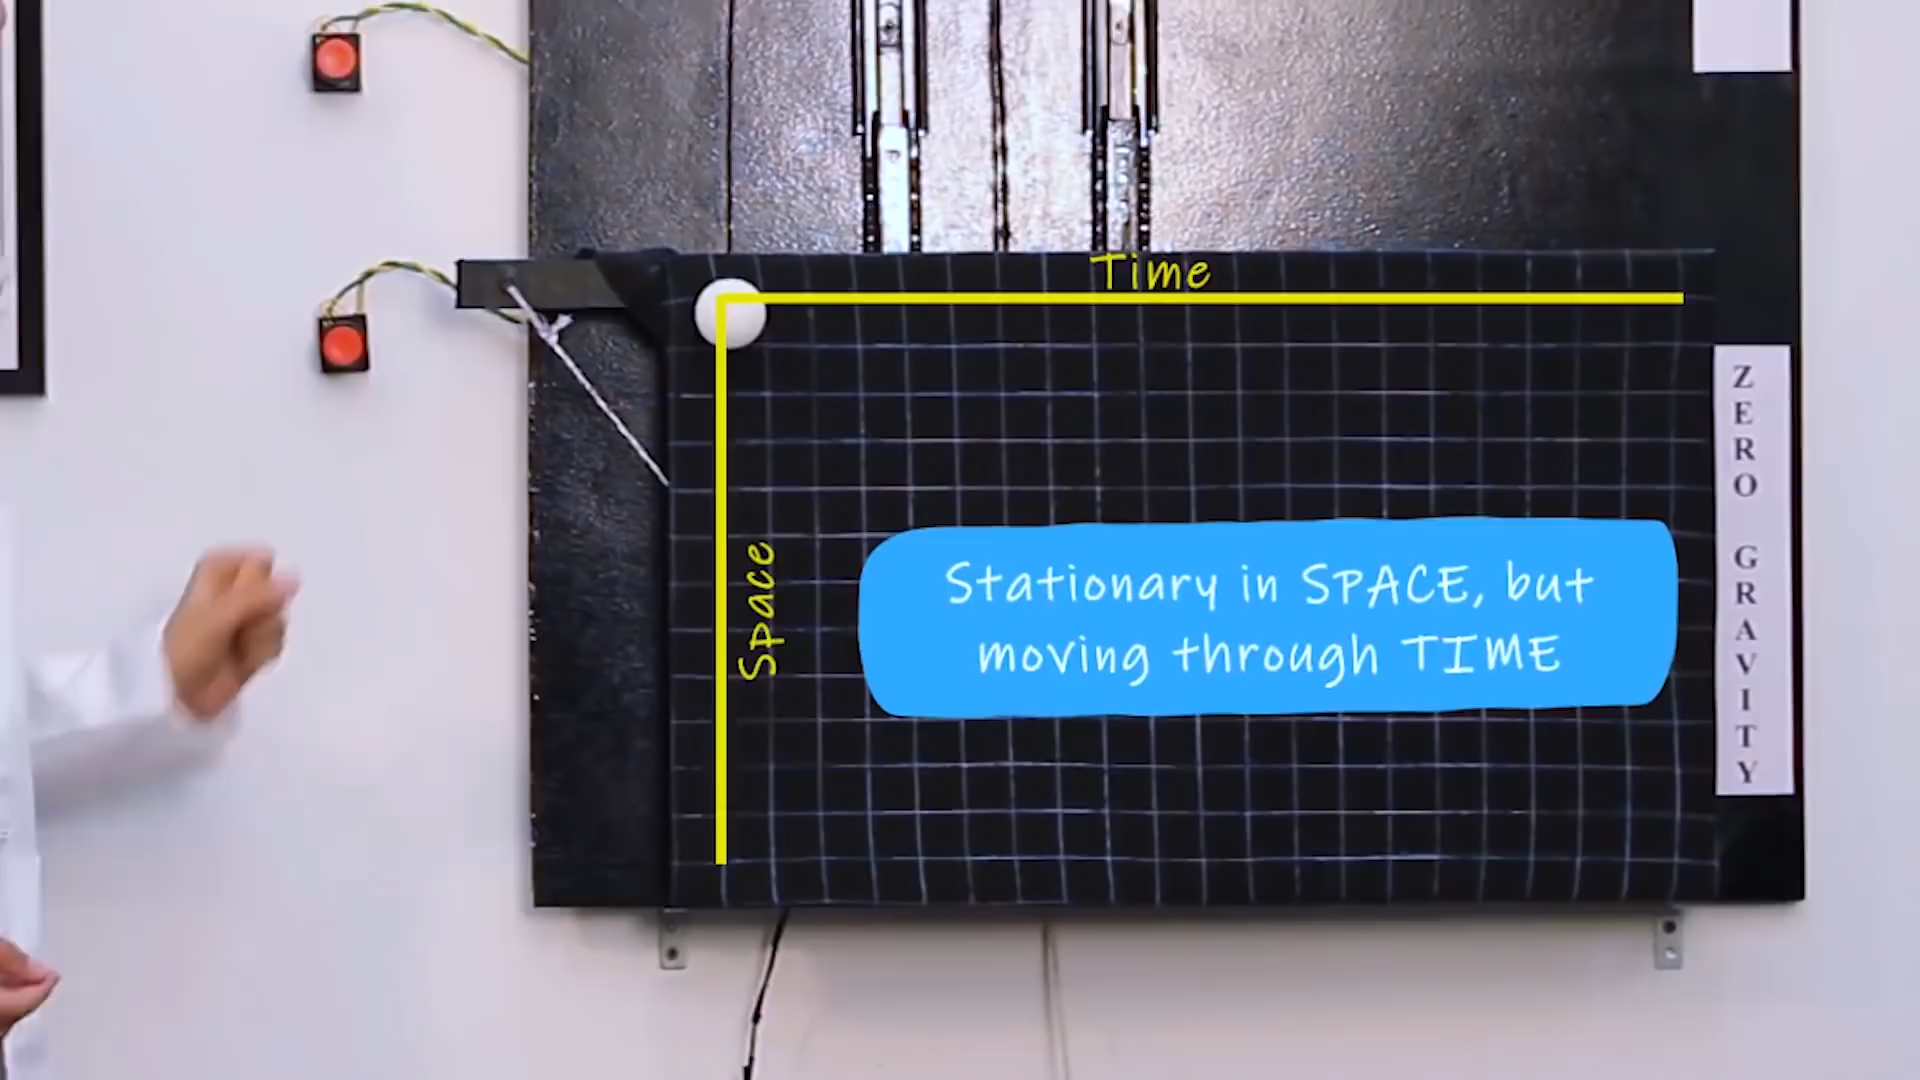 Time
Space
Stationary in SPACE, but
moving through TIME
ZERO GRAVITY